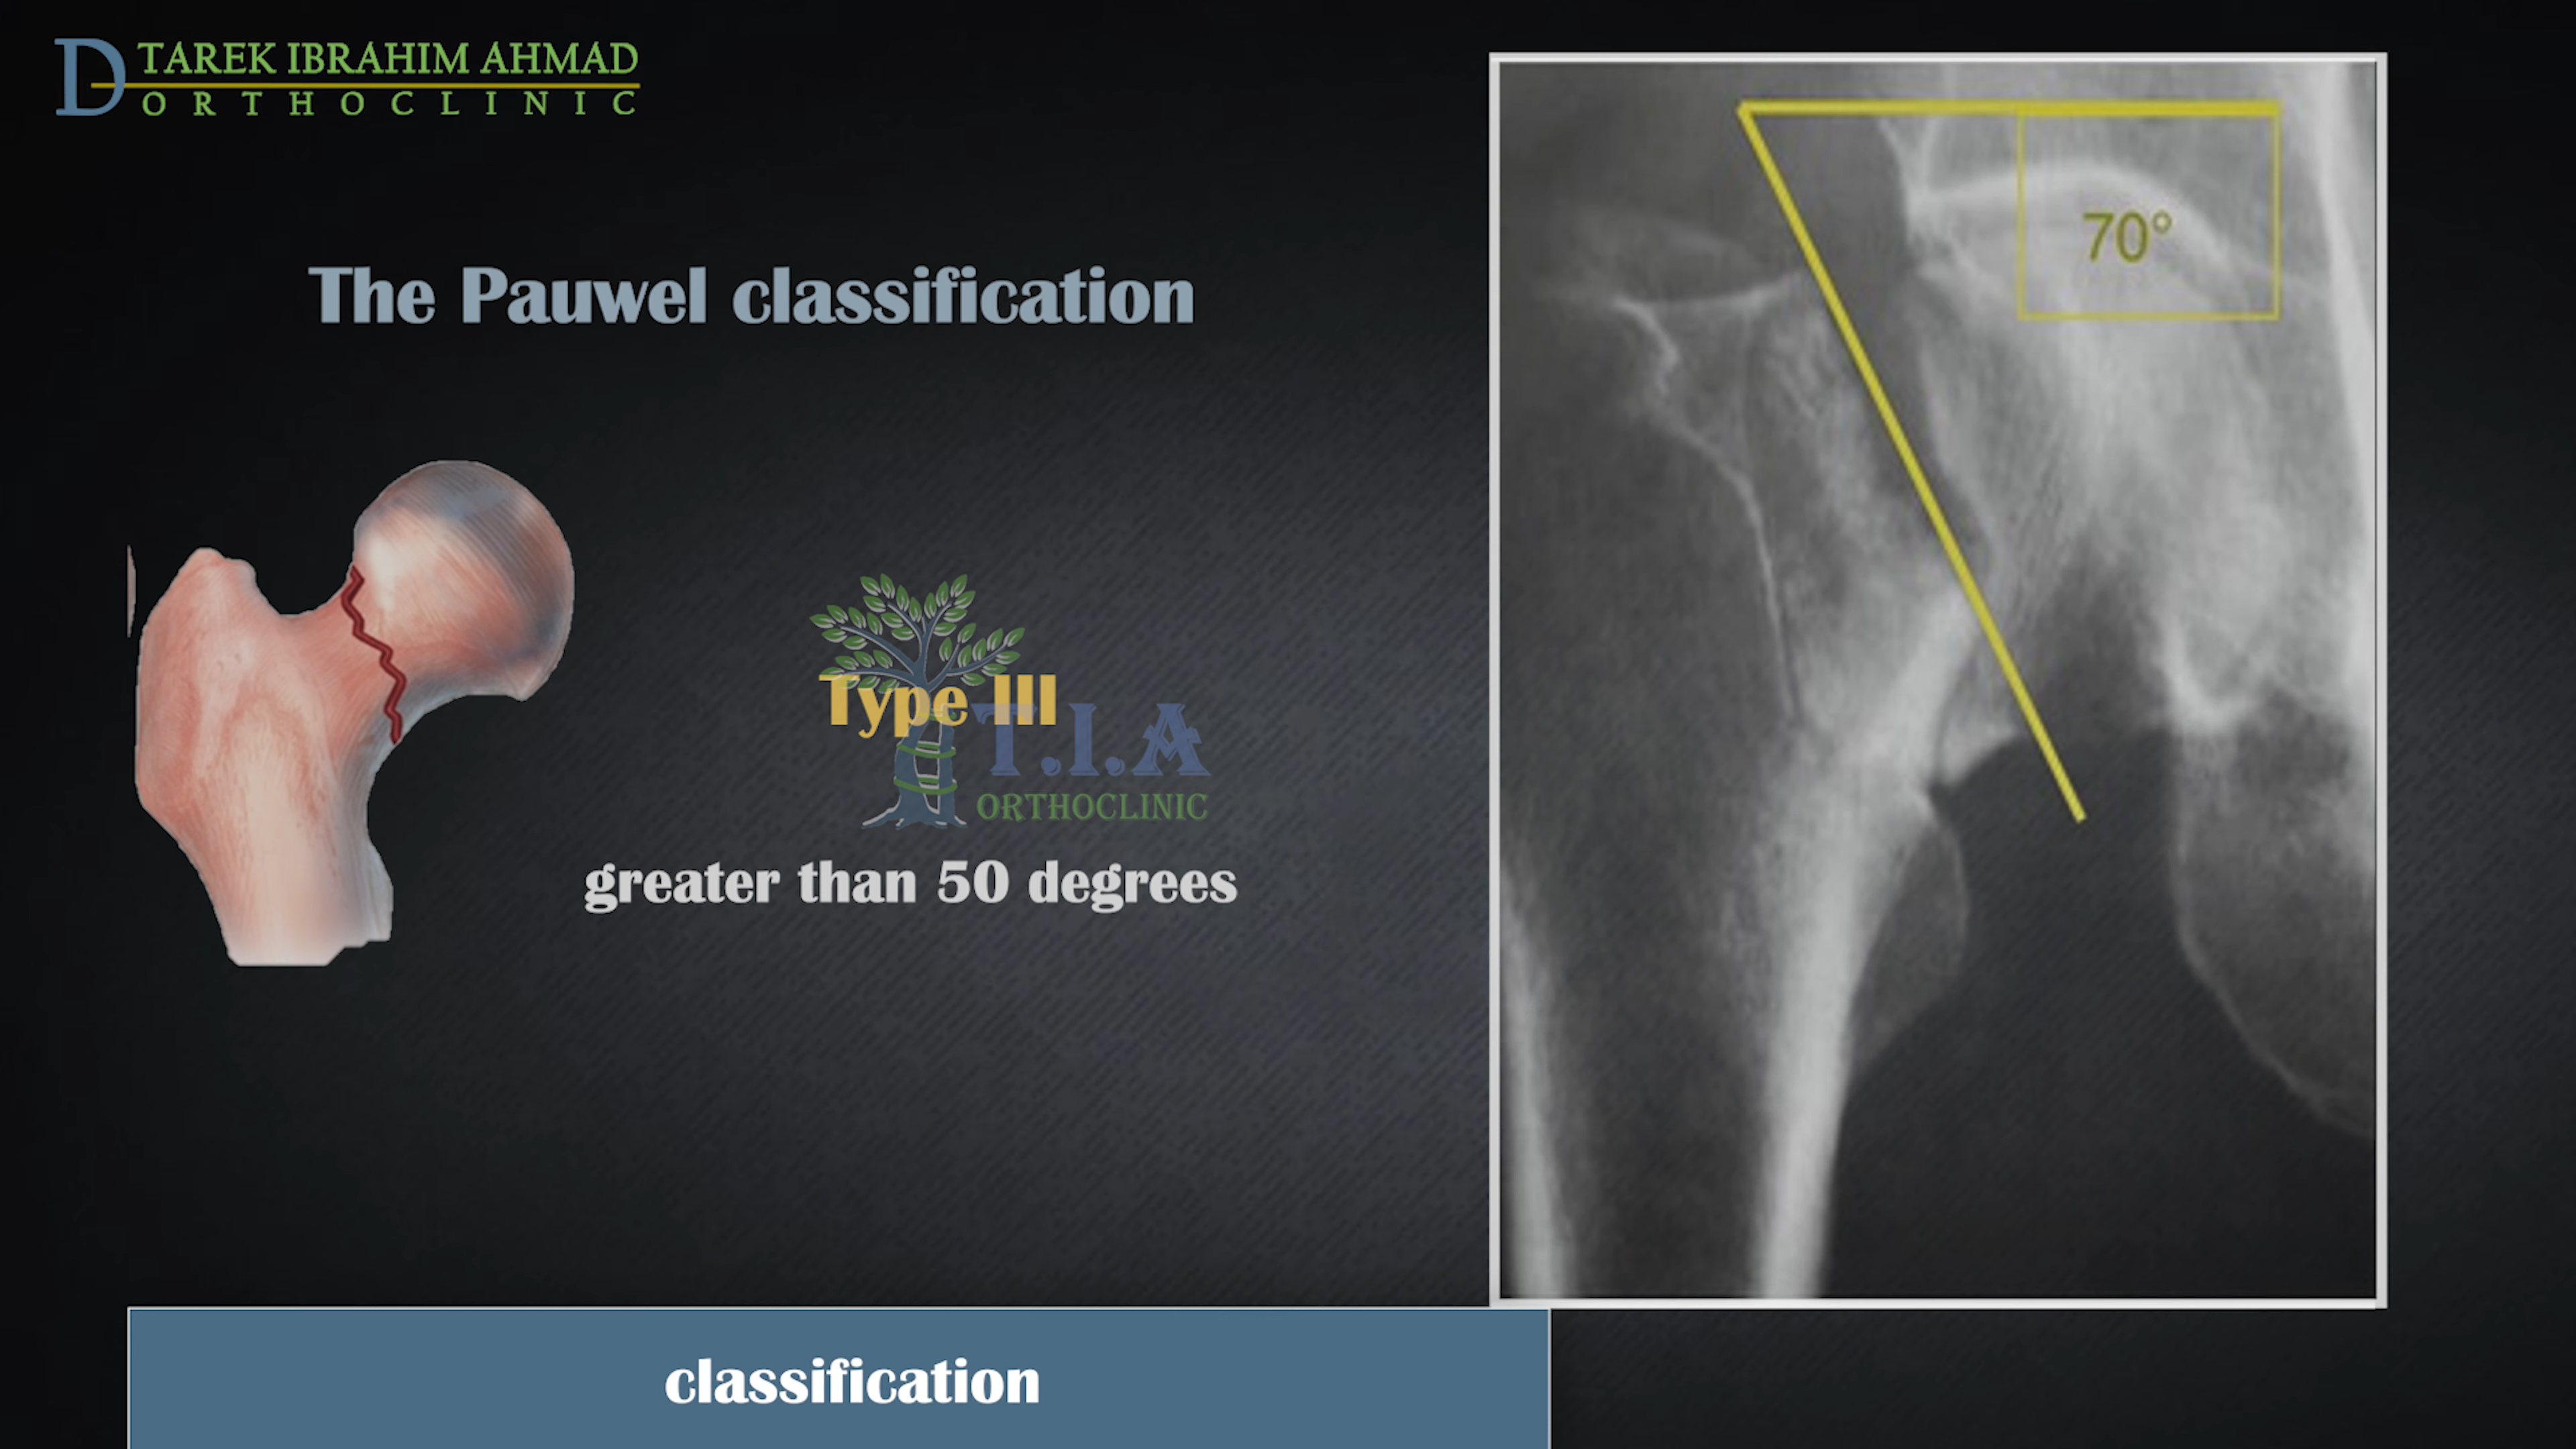 D TAREK IBRAHIM AHMAD
ORTHOCLINIC
The Pauwel classification
70°
Type III
T.I.A
ORTHOCLINIC
greater than 50 degrees
classification